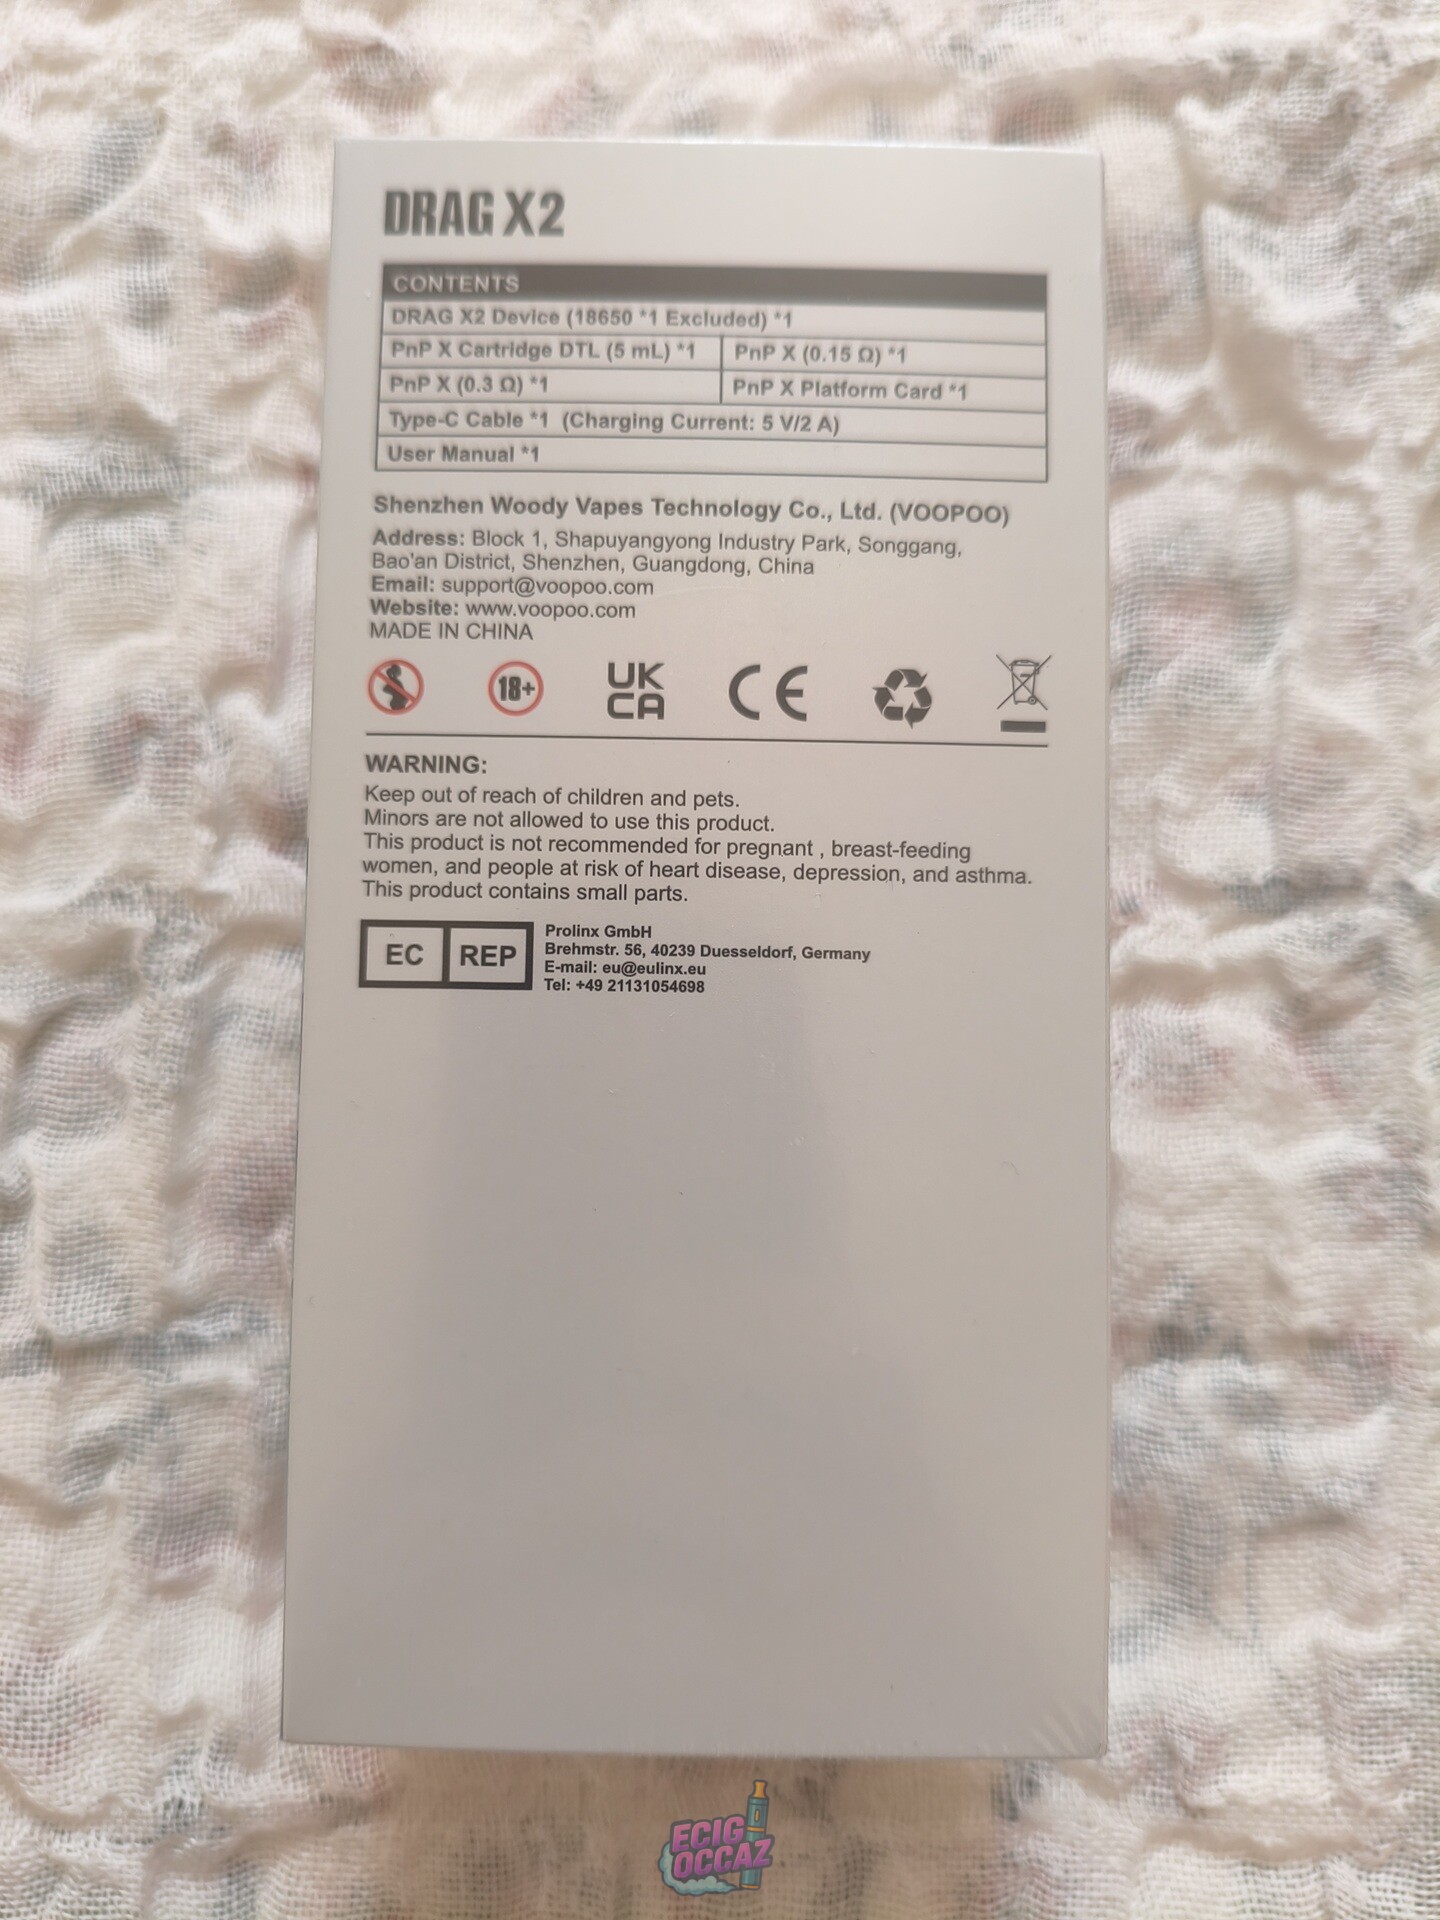 DRAG X2
CONTENTS
DRAG X2 Device (18650 *1 Excluded) *1
PnP X Cartridge DTL (5 mL) *1
PnP X (0.15 Ω) *1
PnP X (0.3 Ω) *1
PnP X Platform Card *1
Type-C Cable *1 (Charging Current: 5 V/2 A)
User Manual *1
Shenzhen Woody Vapes Technology Co., Ltd. (VOOPOO)
Address: Block 1, Shapuyangyong Industry Park, Songgang,
Bao'an District, Shenzhen, Guangdong, China
Email: support@voopoo.com
Website: www.voopoo.com
MADE IN CHINA
18+
UK
CA
CE
WARNING:
Keep out of reach of children and pets.
Minors are not allowed to use this product.
This product is not recommended for pregnant , breast-feeding
women, and people at risk of heart disease, depression, and asthma.
This product contains small parts.
EC REP
Prolinx GmbH
Brehmstr. 56, 40239 Duesseldorf, Germany
E-mail: eu@eulinx.eu
Tel: +49 21131054698
ECIG
OCCAZ